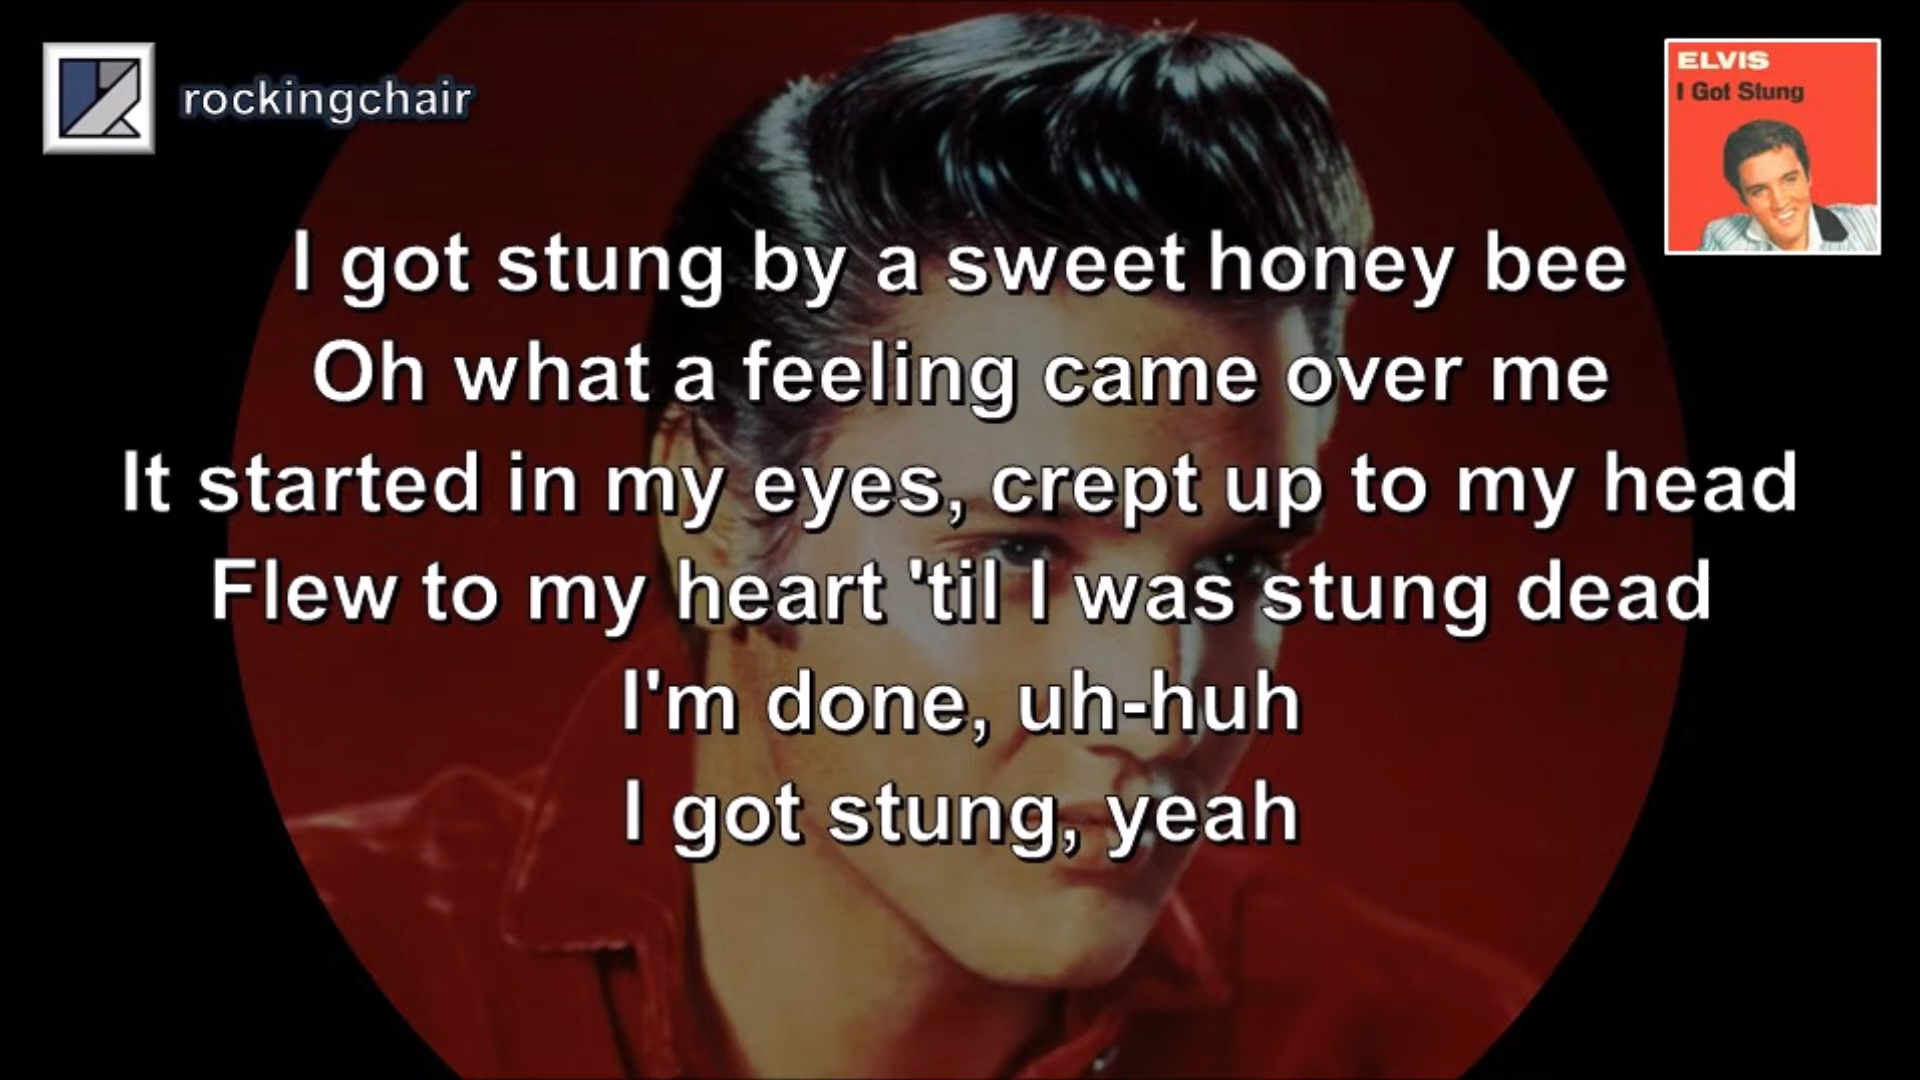 rockingchair
ELVIS
I Got Stung
I got stung by a sweet honey bee
Oh what a feeling came over me
It started in my eyes, crept up to my head
Flew to my heart 'til I was stung dead
I'm done, uh-huh
I got stung, yeah